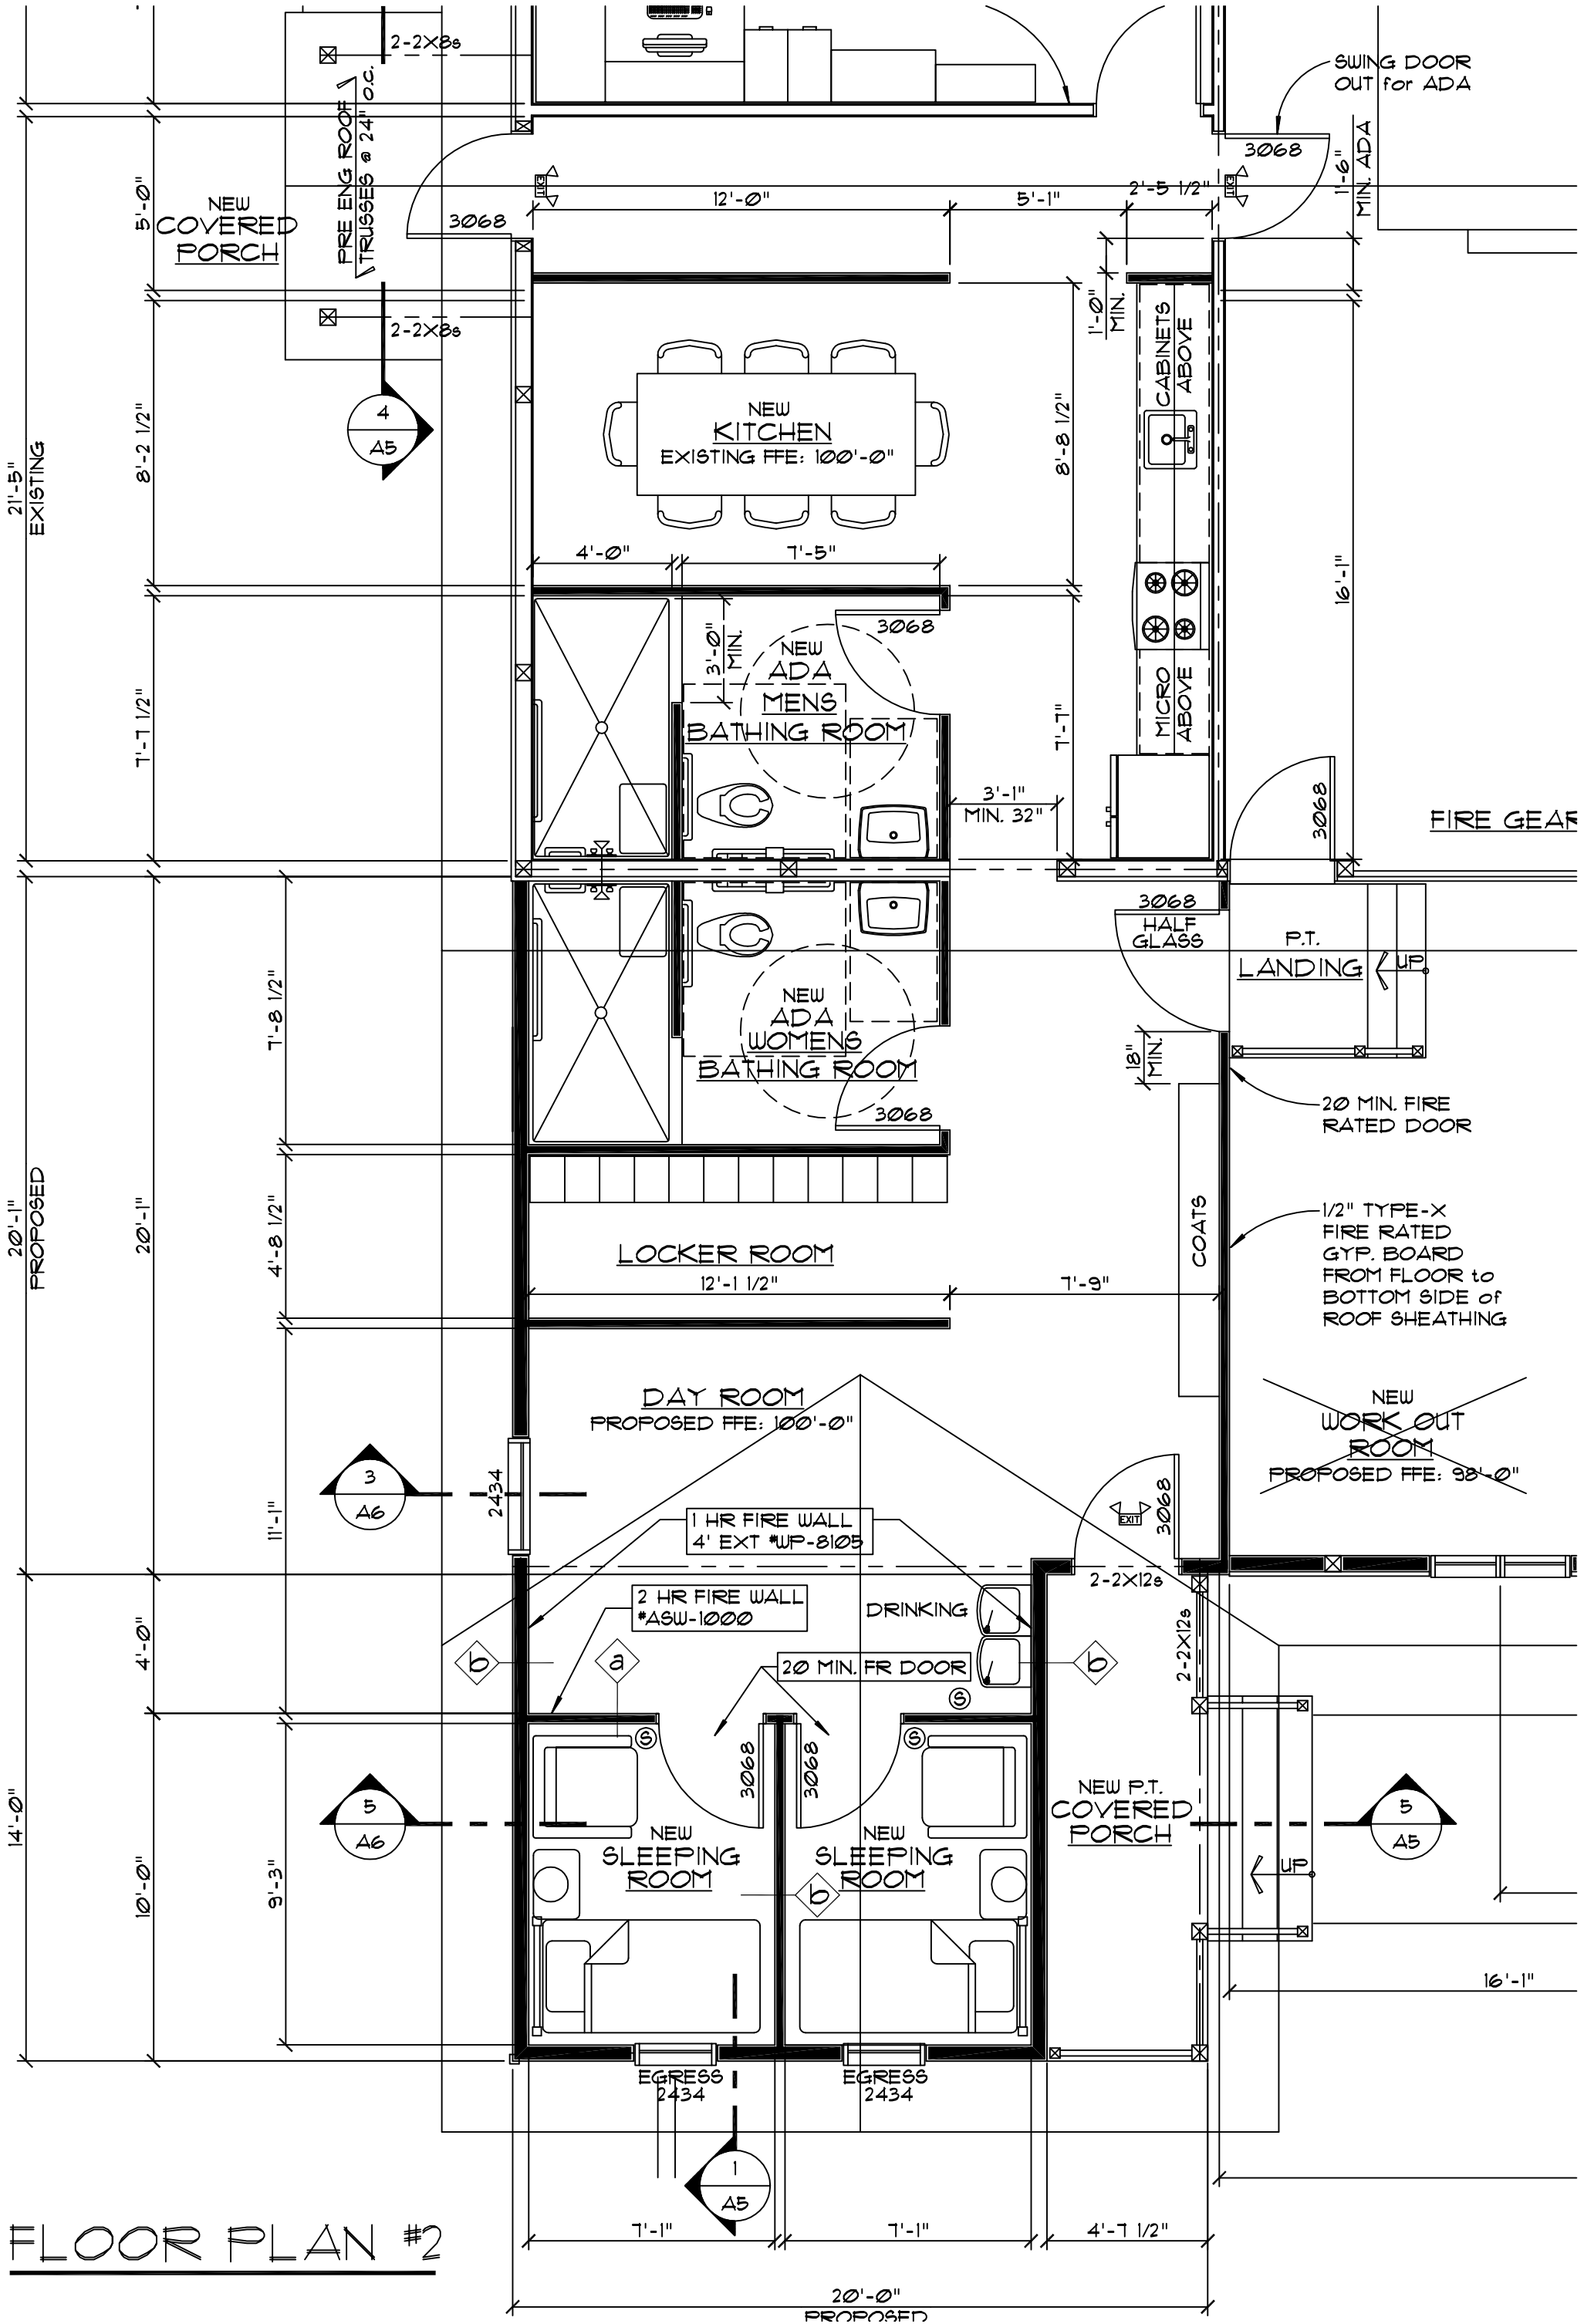 2-2X8s
SWING DOOR
OUT for ADA
PRE ENG ROOF
TRUSSES @ 24" O.C.
3068
1'-6"
MIN. ADA
EXIT
EXIT
5'-0"
NEW
COVERED
PORCH
3068
12'-0"
5'-1"
2'-5 1/2"
1'-0"
MIN.
2-2X8s
CABINETS
ABOVE
4
A5
NEW
KITCHEN
EXISTING FFE: 100'-0"
8'-2 1/2"
8'-8 1/2"
21'-5"
EXISTING
4'-0"
7'-5"
16'-1"
3068
3'-0"
MIN.
NEW
ADA
MENS
BATHING ROOM
MICRO
ABOVE
7'-7 1/2"
7'-7"
3'-1"
MIN. 32"
3068
FIRE GEAR
3068
HALF
GLASS
P.T.
LANDING
UP
7'-8 1/2"
NEW
ADA
WOMENS
BATHING ROOM
18"
MIN.
3068
20 MIN. FIRE
RATED DOOR
20'-1"
PROPOSED
20'-1"
4'-8 1/2"
COATS
1/2" TYPE-X
FIRE RATED
GYP. BOARD
FROM FLOOR to
BOTTOM SIDE of
ROOF SHEATHING
LOCKER ROOM
12'-1 1/2"
7'-9"
DAY ROOM
PROPOSED FFE: 100'-0"
NEW
WORK OUT
ROOM
PROPOSED FFE: 98'-0"
3
A6
2434
11'-1"
1 HR FIRE WALL
4' EXT #WP-8105
EXIT
3068
2-2X12s
2 HR FIRE WALL
#ASW-1000
DRINKING
2-2X12s
4'-0"
b
a
20 MIN. FR DOOR
b
S
S
S
3068
3068
14'-0"
10'-0"
9'-3"
5
A6
NEW
SLEEPING
ROOM
NEW
SLEEPING
ROOM
b
NEW P.T.
COVERED
PORCH
5
A5
UP
16'-1"
EGRESS
2434
EGRESS
2434
1
A5
FLOOR PLAN #2
7'-1"
7'-1"
4'-7 1/2"
20'-0"
PROPOSED